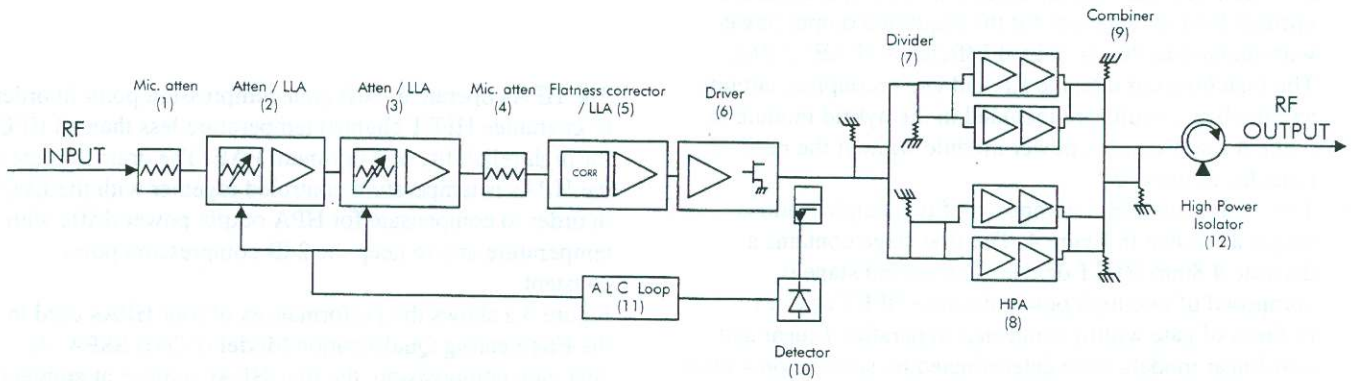 Combiner
(9)
Divider
(7)
Mic. atten
(1)
Atten / LLA
(2)
Atten / LLA
(3)
Mic. atten
(4)
Flatness corrector
/ LLA (5)
Driver
(6)
RF
INPUT
CORR
RF
OUTPUT
High Power
Isolator
(12)
A L C Loop
(11)
HPA
(8)
Detector
(10)